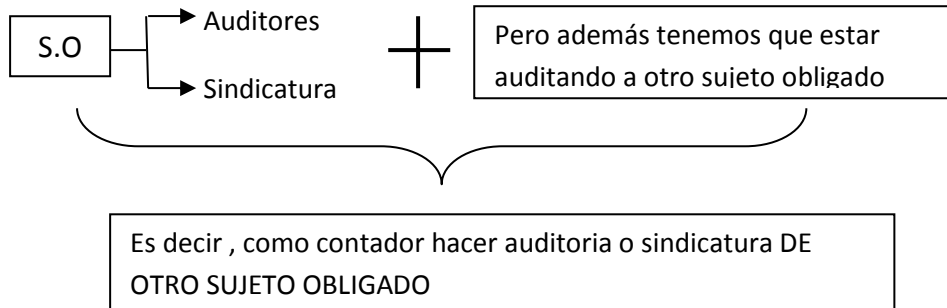 S.O
Auditores
Sindicatura
Pero además tenemos que estar
auditando a otro sujeto obligado
Es decir , como contador hacer auditoria o sindicatura DE
OTRO SUJETO OBLIGADO